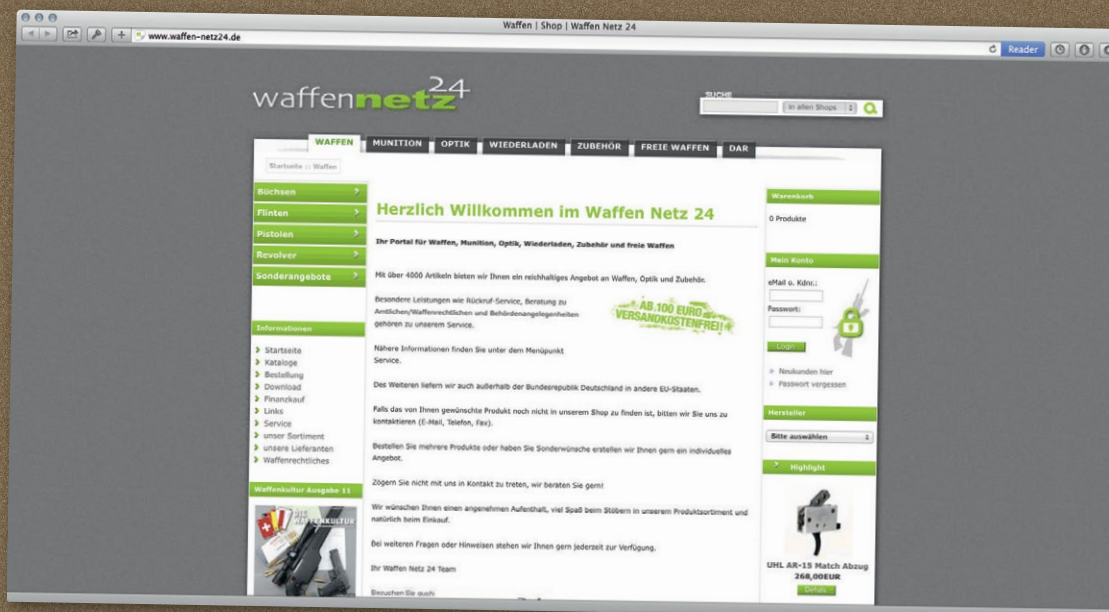 Waffen | Shop | Waffen Netz 24
www.waffen-netz24.de
Reader
waffennetz24
SUCHE
in allen Shops
WAFFEN
MUNITION
OPTIK
WIEDERLADEN
ZUBEHÖR
FREIE WAFFEN
DAR
Startseite :: Waffen
Büchsen
Flinten
Pistolen
Revolver
Sonderangebote
Informationen
Startseite
Kataloge
Bestellung
Download
Finanzkauf
Links
Service
unser Sortiment
unsere Lieferanten
Waffenrechtliches
Waffenkultur Ausgabe 11
DIE
WAFFENKULTUR
Herzlich Willkommen im Waffen Netz 24
Ihr Portal für Waffen, Munition, Optik, Wiederladen, Zubehör und freie Waffen
Mit über 4000 Artikeln bieten wir Ihnen ein reichhaltiges Angebot an Waffen, Optik und Zubehör.
Besondere Leistungen wie Rückruf-Service, Beratung zu
Amtlichen/Waffenrechtlichen und Behördenangelegenheiten
gehören zu unserem Service.
AB 100 EURO
VERSANDKOSTENFREI!
Nähere Informationen finden Sie unter dem Menüpunkt
Service.
Des Weiteren liefern wir auch außerhalb der Bundesrepublik Deutschland in andere EU-Staaten.
Falls das von Ihnen gewünschte Produkt noch nicht in unserem Shop zu finden ist, bitten wir Sie uns zu
kontaktieren (E-Mail, Telefon, Fax).
Bestellen Sie mehrere Produkte oder haben Sie Sonderwünsche erstellen wir Ihnen gern ein individuelles
Angebot.
Zögern Sie nicht mit uns in Kontakt zu treten, wir beraten Sie gern!
Wir wünschen Ihnen einen angenehmen Aufenthalt, viel Spaß beim Stöbern in unserem Produktsortiment und
natürlich beim Einkauf.
Bei weiteren Fragen oder Hinweisen stehen wir Ihnen gern jederzeit zur Verfügung.
Ihr Waffen Netz 24 Team
Besuchen Sie auch
Warenkorb
0 Produkte
Mein Konto
eMail o. Kdnr.:
Passwort:
Login
Neukunden hier
Passwort vergessen
Hersteller
Bitte auswählen
Highlight
UHL AR-15 Match Abzug
268,00EUR
Details